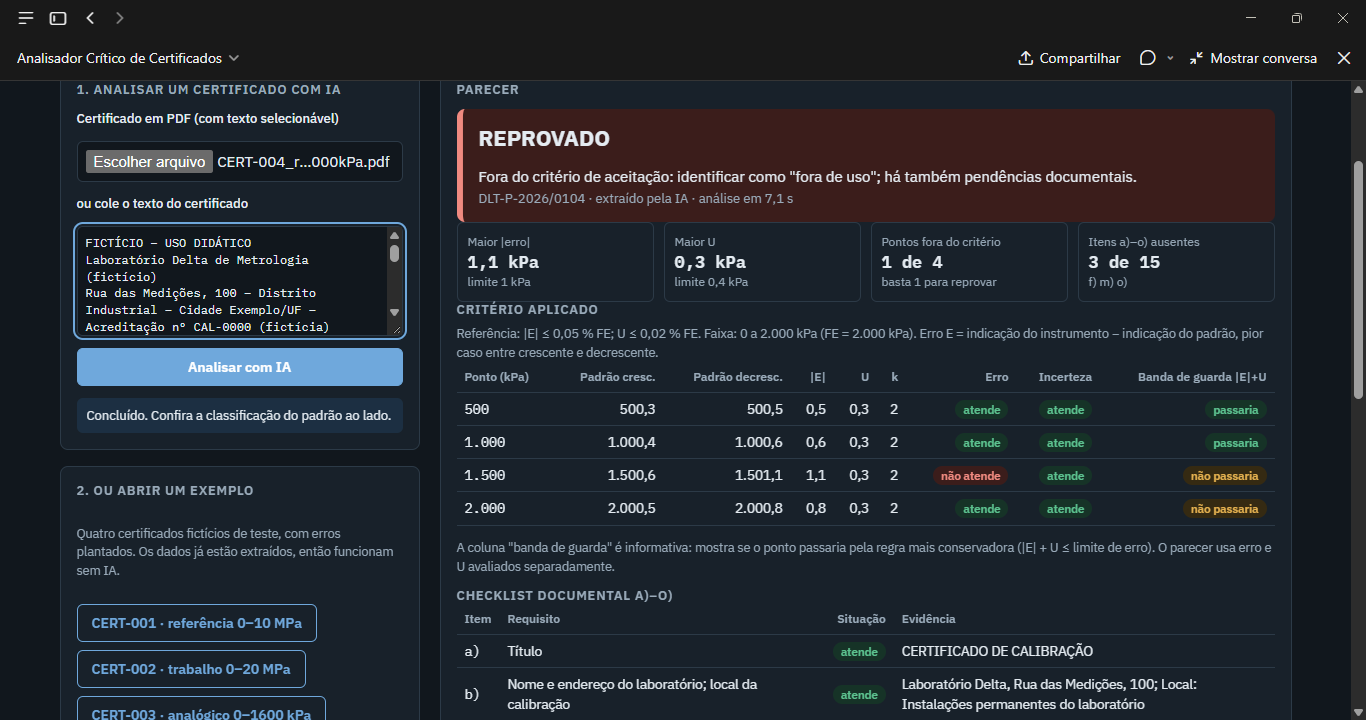 Analisador Crítico de Certificados
Compartilhar
Mostrar conversa
1. ANALISAR UM CERTIFICADO COM IA
Certificado em PDF (com texto selecionável)
Escolher arquivo CERT-004_r...000kPa.pdf
ou cole o texto do certificado
FICTÍCIO — USO DIDÁTICO
Laboratório Delta de Metrologia
(fictício)
Rua das Medições, 100 — Distrito
Industrial — Cidade Exemplo/UF —
Acreditação nº CAL-0000 (fictícia)
Analisar com IA
Concluído. Confira a classificação do padrão ao lado.
2. OU ABRIR UM EXEMPLO
Quatro certificados fictícios de teste, com erros
plantados. Os dados já estão extraídos, então funcionam
sem IA.
CERT-001 · referência 0–10 MPa
CERT-002 · trabalho 0–20 MPa
CERT-003 · analógico 0–1600 kPa
PARECER
REPROVADO
Fora do critério de aceitação: identificar como "fora de uso"; há também pendências documentais.
DLT-P-2026/0104 · extraído pela IA · análise em 7,1 s
Maior |erro|
1,1 kPa
limite 1 kPa
Maior U
0,3 kPa
limite 0,4 kPa
Pontos fora do critério
1 de 4
basta 1 para reprovar
Itens a)–o) ausentes
3 de 15
f) m) o)
CRITÉRIO APLICADO
Referência: |E| ≤ 0,05 % FE; U ≤ 0,02 % FE. Faixa: 0 a 2.000 kPa (FE = 2.000 kPa). Erro E = indicação do instrumento − indicação do padrão, pior
caso entre crescente e decrescente.
Ponto (kPa) Padrão cresc. Padrão decresc. |E| U k Erro Incerteza Banda de guarda |E|+U
500 500,3 500,5 0,5 0,3 2 atende atende passaria
1.000 1.000,4 1.000,6 0,6 0,3 2 atende atende passaria
1.500 1.500,6 1.501,1 1,1 0,3 2 não atende atende não passaria
2.000 2.000,5 2.000,8 0,8 0,3 2 atende atende não passaria
A coluna "banda de guarda" é informativa: mostra se o ponto passaria pela regra mais conservadora (|E| + U ≤ limite de erro). O parecer usa erro e
U avaliados separadamente.
CHECKLIST DOCUMENTAL A)–O)
Item Requisito Situação Evidência
a) Título atende CERTIFICADO DE CALIBRAÇÃO
b) Nome e endereço do laboratório; local da
calibração atende Laboratório Delta, Rua das Medições, 100; Local:
Instalações permanentes do laboratório